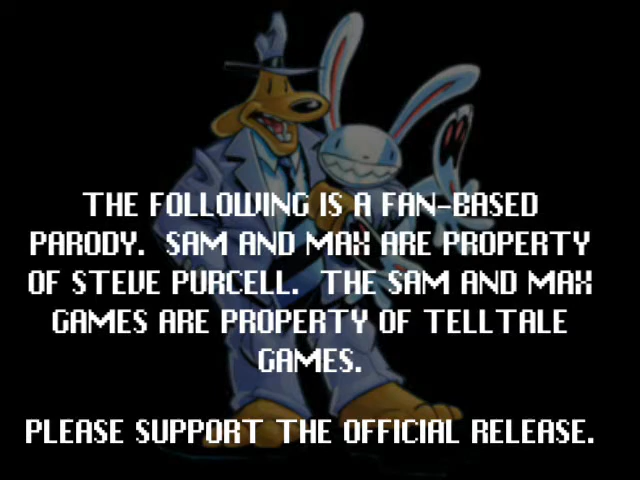 THE FOLLOWING IS A FAN-BASED
PARODY. SAM AND MAX ARE PROPERTY
OF STEVE PURCELL. THE SAM AND MAX
GAMES ARE PROPERTY OF TELLTALE
GAMES.
PLEASE SUPPORT THE OFFICIAL RELEASE.